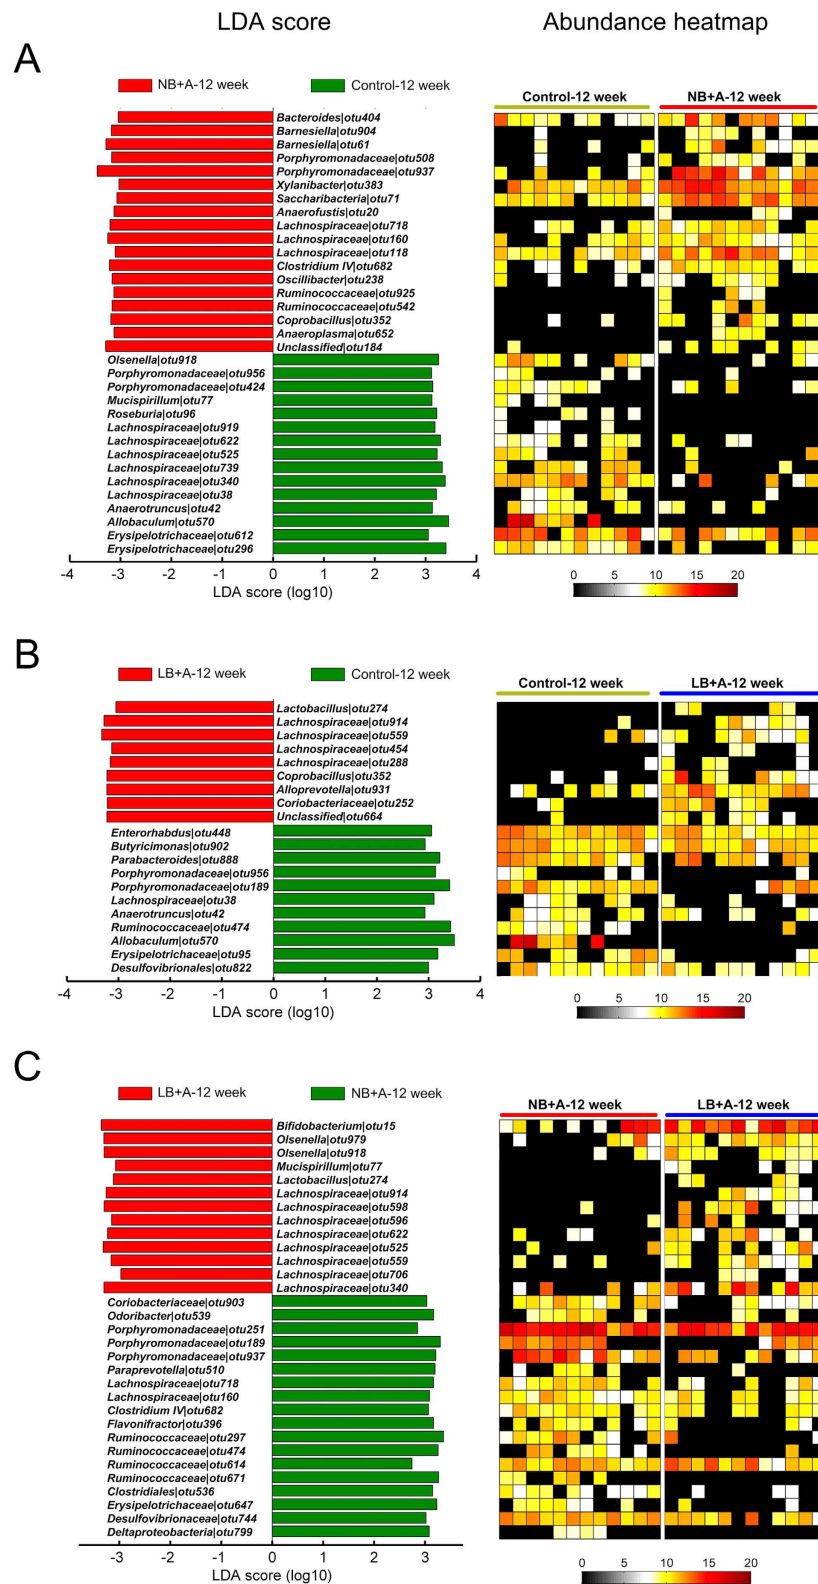 LDA score
Abundance heatmap
A
NB+A-12 week
Control-12 week
Control-12 week
NB+A-12 week
Bacteroides|otu404
Barnesiella|otu904
Barnesiella|otu61
Porphyromonadaceae|otu508
Porphyromonadaceae|otu937
Xylanibacter|otu383
Saccharibacteria|otu71
Anaerofustis|otu20
Lachnospiraceae|otu718
Lachnospiraceae|otu160
Lachnospiraceae|otu118
Clostridium IV|otu682
Oscillibacter|otu238
Ruminococcaceae|otu925
Ruminococcaceae|otu542
Coprobacillus|otu352
Anaeroplasma|otu652
Unclassified|otu184
Olsenella|otu918
Porphyromonadaceae|otu956
Porphyromonadaceae|otu424
Mucispirillum|otu77
Roseburia|otu96
Lachnospiraceae|otu919
Lachnospiraceae|otu622
Lachnospiraceae|otu525
Lachnospiraceae|otu739
Lachnospiraceae|otu340
Lachnospiraceae|otu38
Anaerotruncus|otu42
Allobaculum|otu570
Erysipelotrichaceae|otu612
Erysipelotrichaceae|otu296
-4 -3 -2 -1 0 1 2 3 4
LDA score (log10)
0 5 10 15 20
B
LB+A-12 week
Control-12 week
Control-12 week
LB+A-12 week
Lactobacillus|otu274
Lachnospiraceae|otu914
Lachnospiraceae|otu559
Lachnospiraceae|otu454
Lachnospiraceae|otu288
Coprobacillus|otu352
Alloprevotella|otu931
Coriobacteriaceae|otu252
Unclassified|otu664
Enterorhabdus|otu448
Butyricimonas|otu902
Parabacteroides|otu888
Porphyromonadaceae|otu956
Porphyromonadaceae|otu189
Lachnospiraceae|otu38
Anaerotruncus|otu42
Ruminococcaceae|otu474
Allobaculum|otu570
Erysipelotrichaceae|otu95
Desulfovibrionales|otu822
-4 -3 -2 -1 0 1 2 3 4
LDA score (log10)
0 5 10 15 20
C
LB+A-12 week
NB+A-12 week
NB+A-12 week
LB+A-12 week
Bifidobacterium|otu15
Olsenella|otu979
Olsenella|otu918
Mucispirillum|otu77
Lactobacillus|otu274
Lachnospiraceae|otu914
Lachnospiraceae|otu598
Lachnospiraceae|otu596
Lachnospiraceae|otu622
Lachnospiraceae|otu525
Lachnospiraceae|otu559
Lachnospiraceae|otu706
Lachnospiraceae|otu340
Coriobacteriaceae|otu903
Odoribacter|otu539
Porphyromonadaceae|otu251
Porphyromonadaceae|otu189
Porphyromonadaceae|otu937
Paraprevotella|otu510
Lachnospiraceae|otu718
Lachnospiraceae|otu160
Clostridium IV|otu682
Flavonifractor|otu396
Ruminococcaceae|otu297
Ruminococcaceae|otu474
Ruminococcaceae|otu614
Ruminococcaceae|otu671
Clostridiales|otu536
Erysipelotrichaceae|otu647
Desulfovibrionaceae|otu744
Deltaproteobacteria|otu799
-3 -2 -1 0 1 2 3
LDA score (log10)
0 5 10 15 20